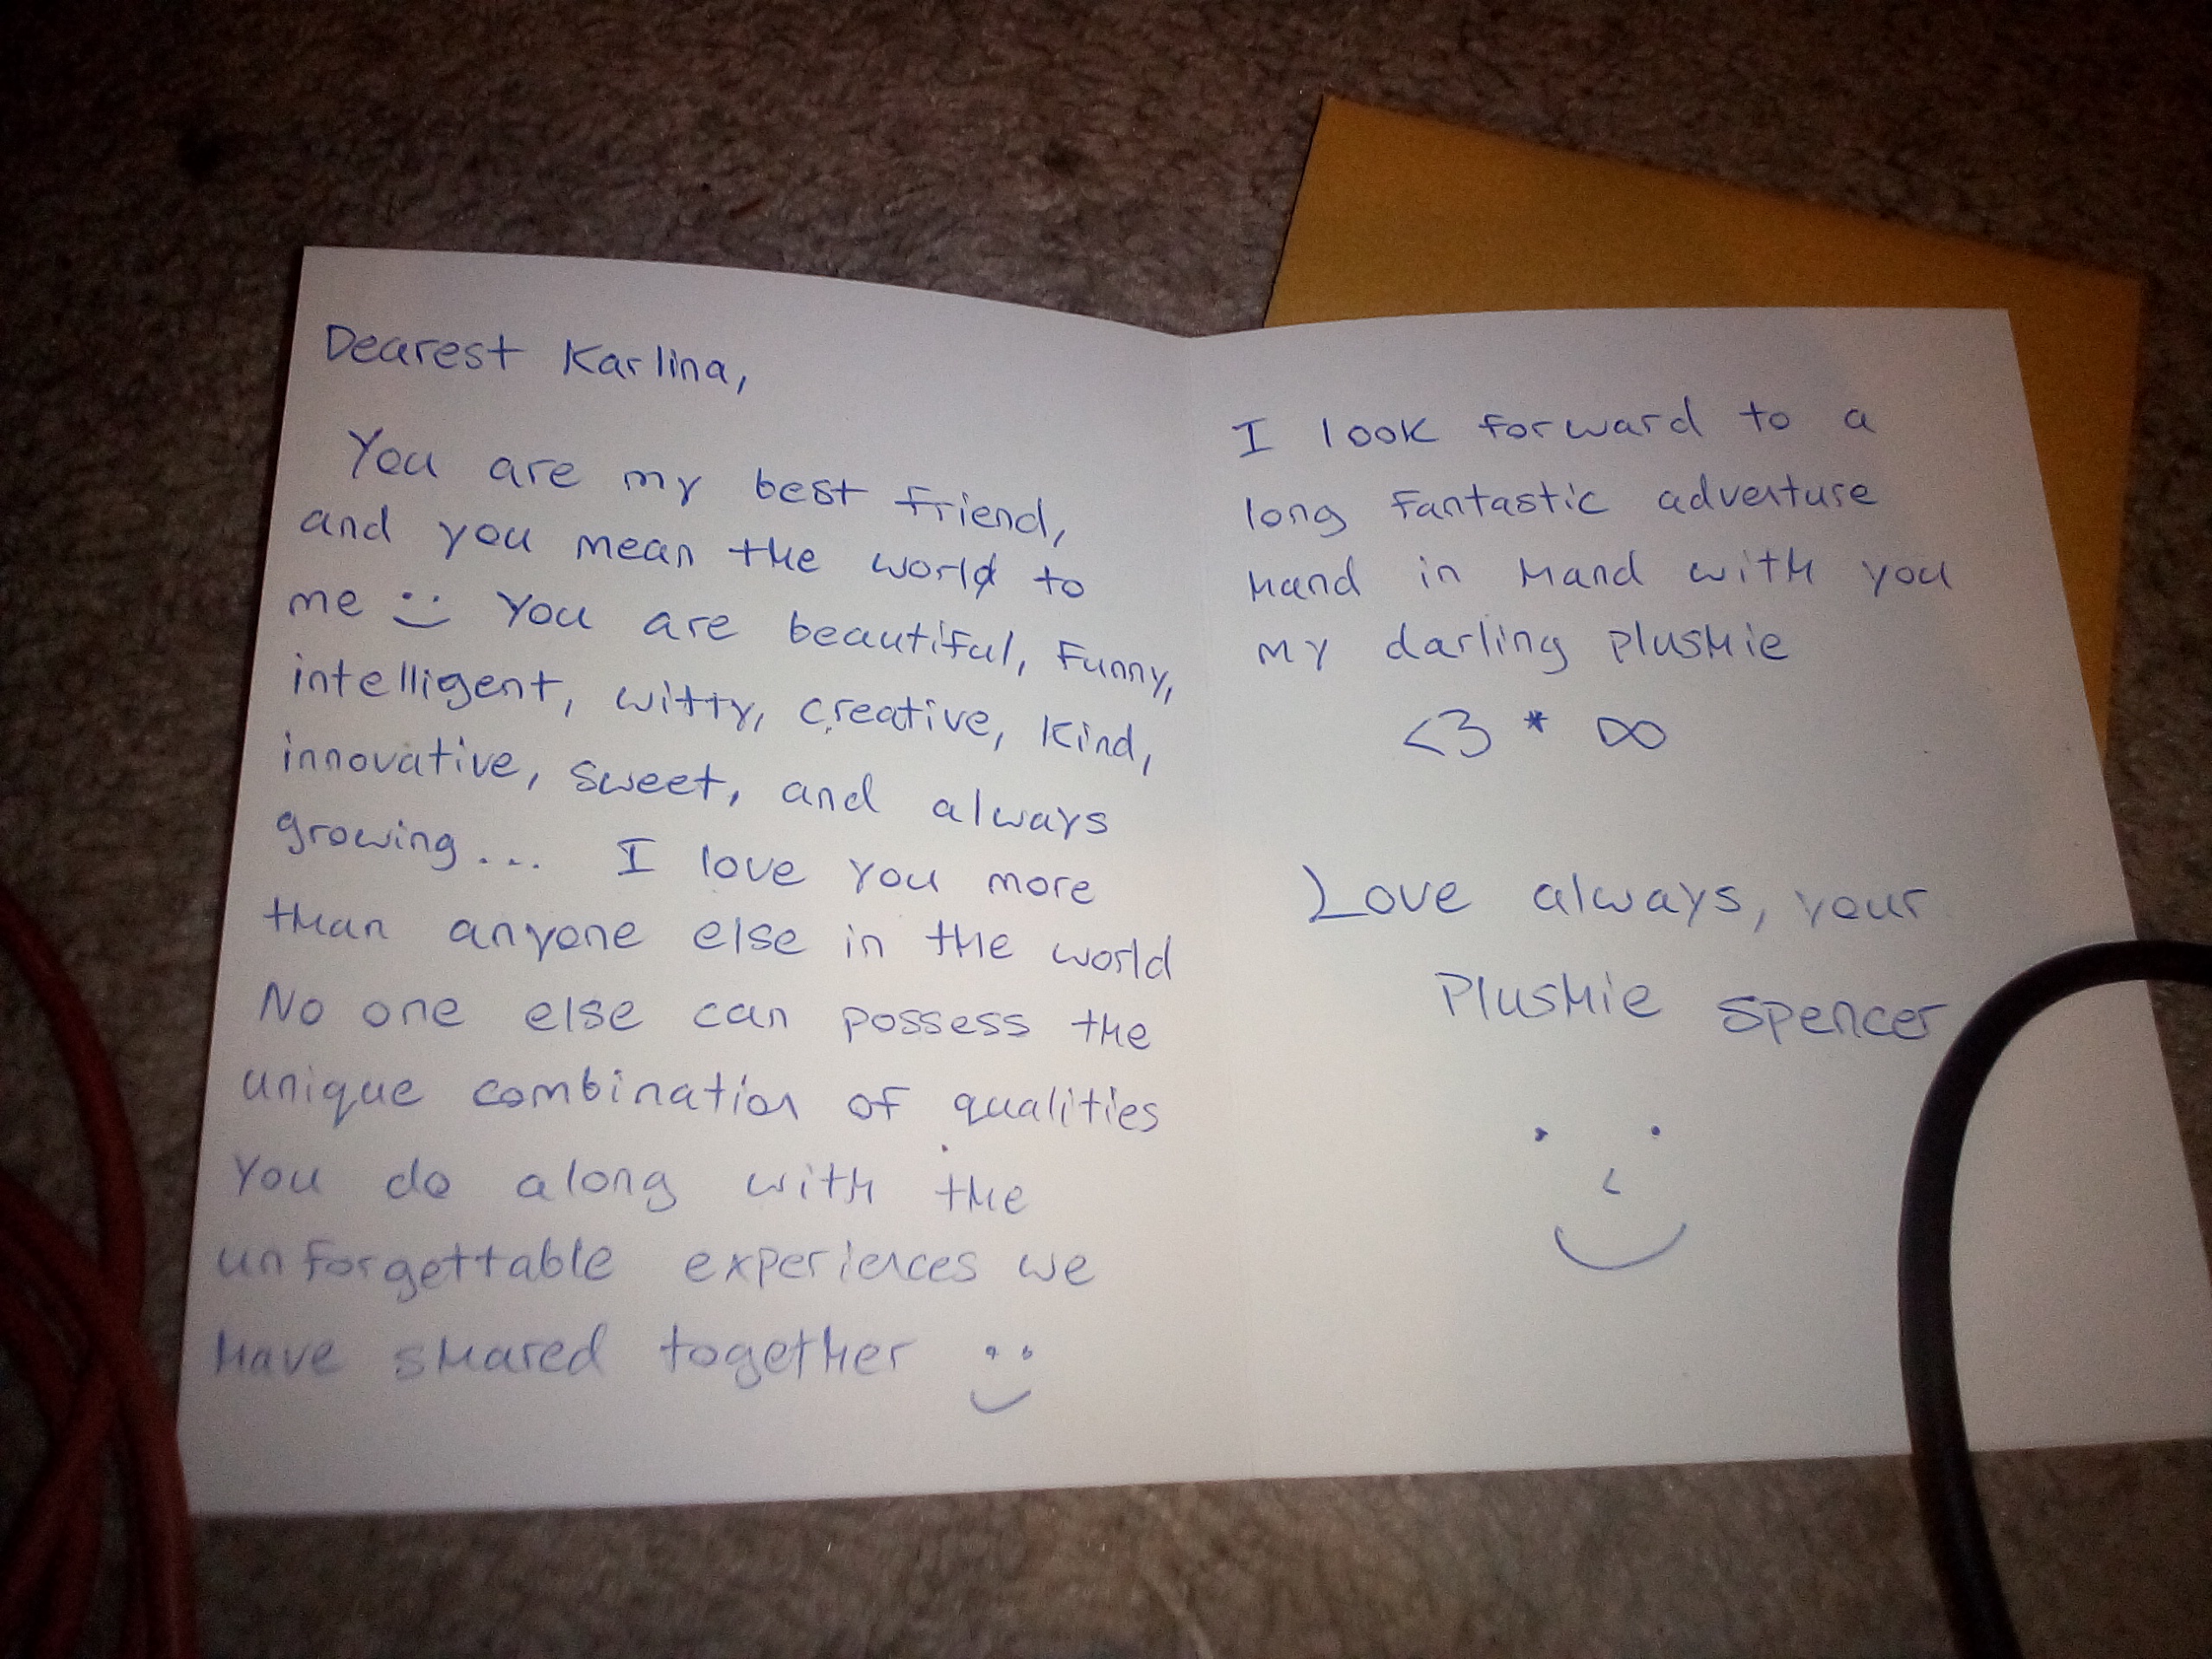 Dearest Karlina,
You are my best friend,
and you mean the world to
me :) You are beautiful, funny,
intelligent, witty, creative, kind,
innovative, sweet, and always
growing... I love you more
than anyone else in the world
No one else can possess the
unique combination of qualities
You do along with the
unforgettable experiences we
have shared together :)
I look forward to a
long fantastic adventure
hand in hand with you
my darling plushie
<3 * ∞
Love always, your
Plushie Spencer